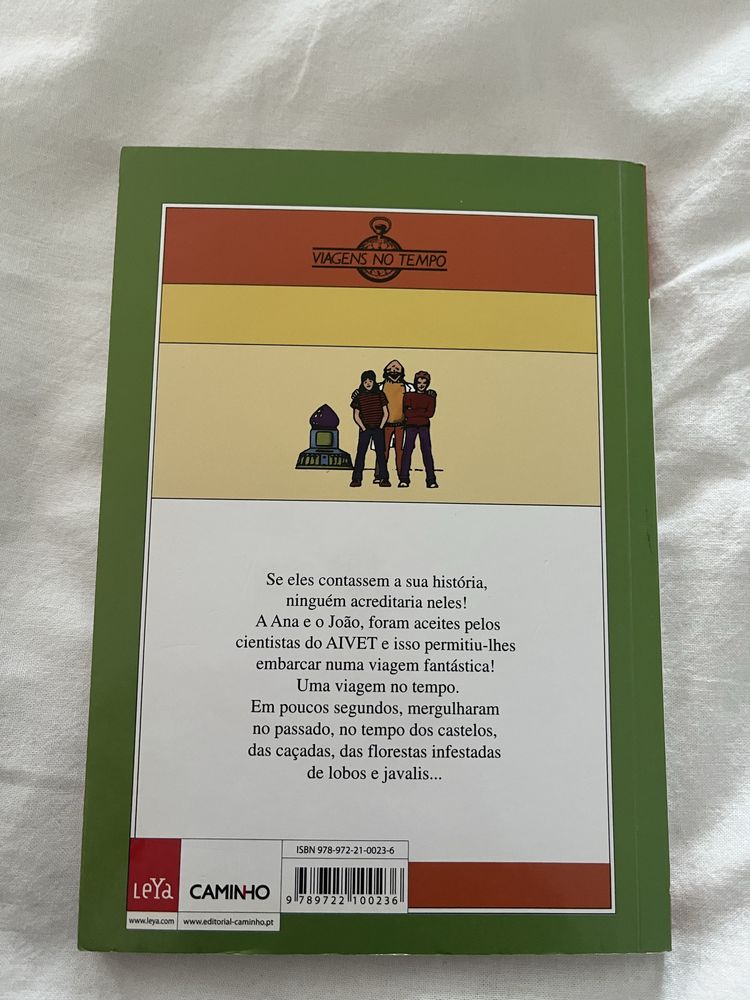 VIAGENS NO TEMPO
Se eles contassem a sua história,
ninguém acreditaria neles!
A Ana e o João, foram aceites pelos
cientistas do AIVET e isso permitiu-lhes
embarcar numa viagem fantástica!
Uma viagem no tempo.
Em poucos segundos, mergulharam
no passado, no tempo dos castelos,
das caçadas, das florestas infestadas
de lobos e javalis...
ISBN 978-972-21-0023-6
LeYa
CAMINHO
9 789722 100236
www.leya.com
www.editorial-caminho.pt